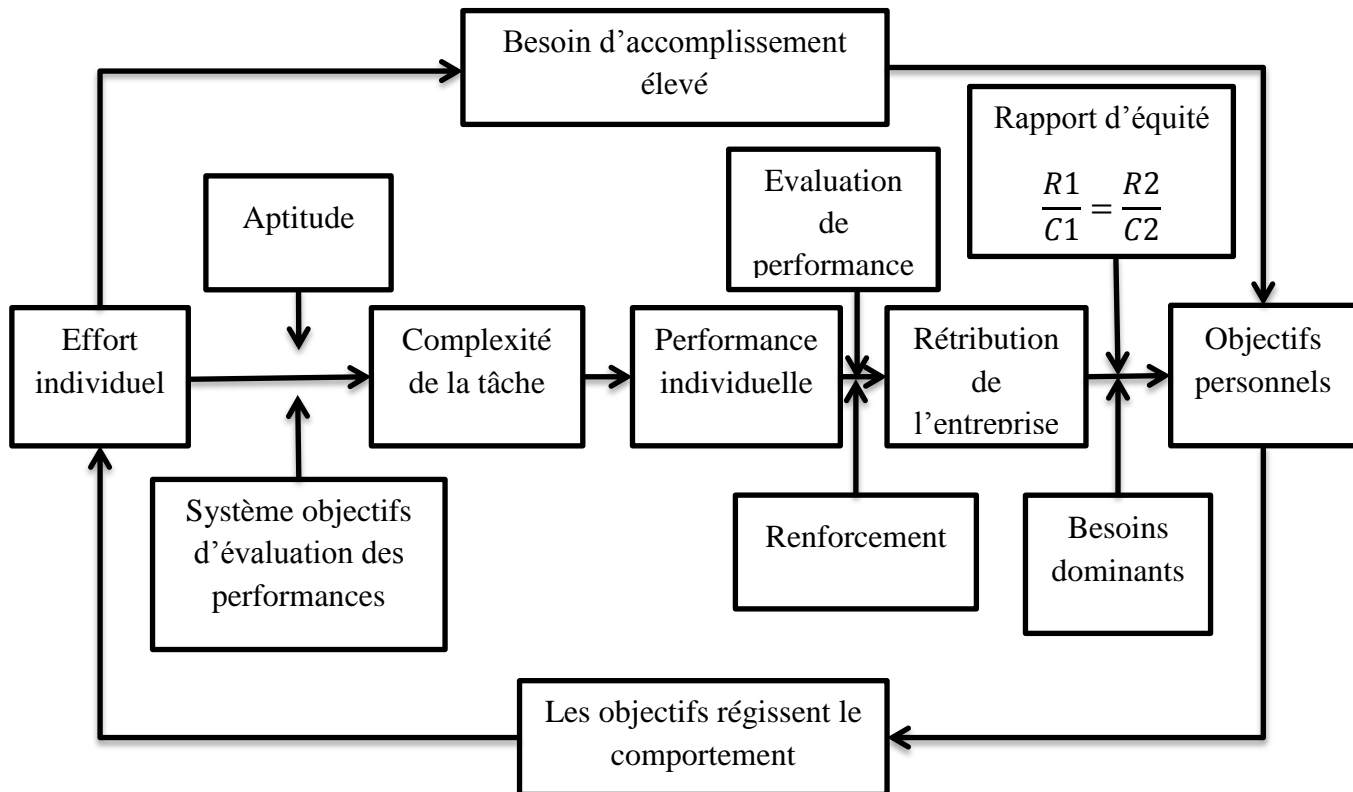 Besoin d’accomplissement
élevé
Rapport d’équité
R1/C1 = R2/C2
Evaluation
de
performance
Aptitude
Effort
individuel
Complexité
de la tâche
Performance
individuelle
Rétribution
de
l’entreprise
Objectifs
personnels
Système objectifs
d’évaluation des
performances
Renforcement
Besoins
dominants
Les objectifs régissent le
comportement